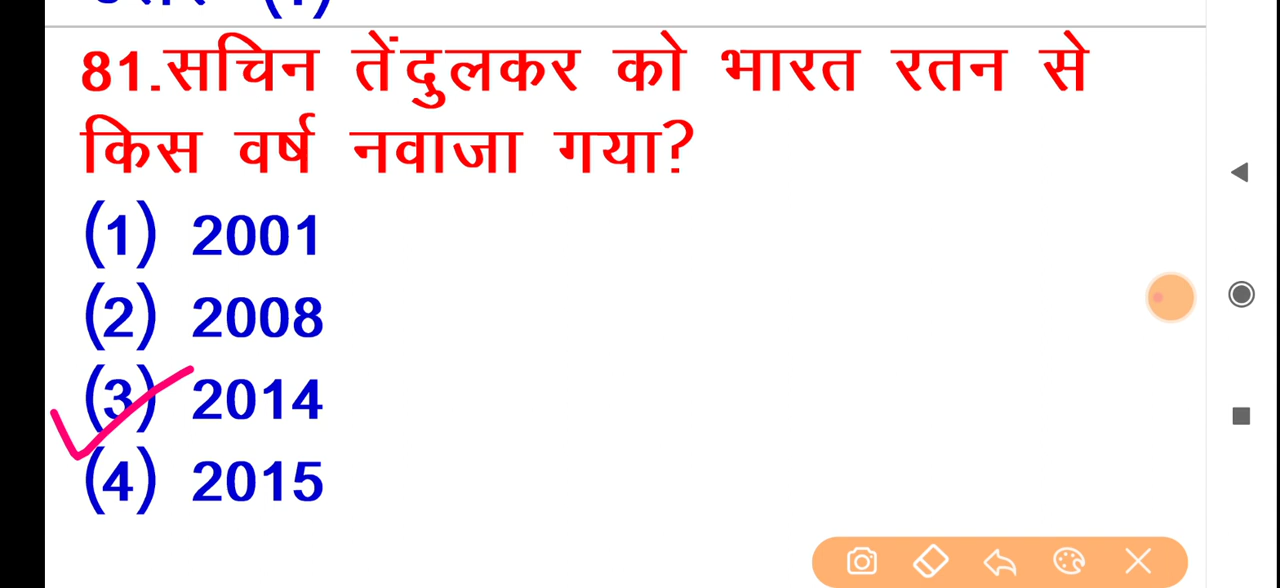 81.सचिन तेंदुलकर को भारत रतन से
किस वर्ष नवाजा गया?
(1) 2001
(2) 2008
(3) 2014
(4) 2015